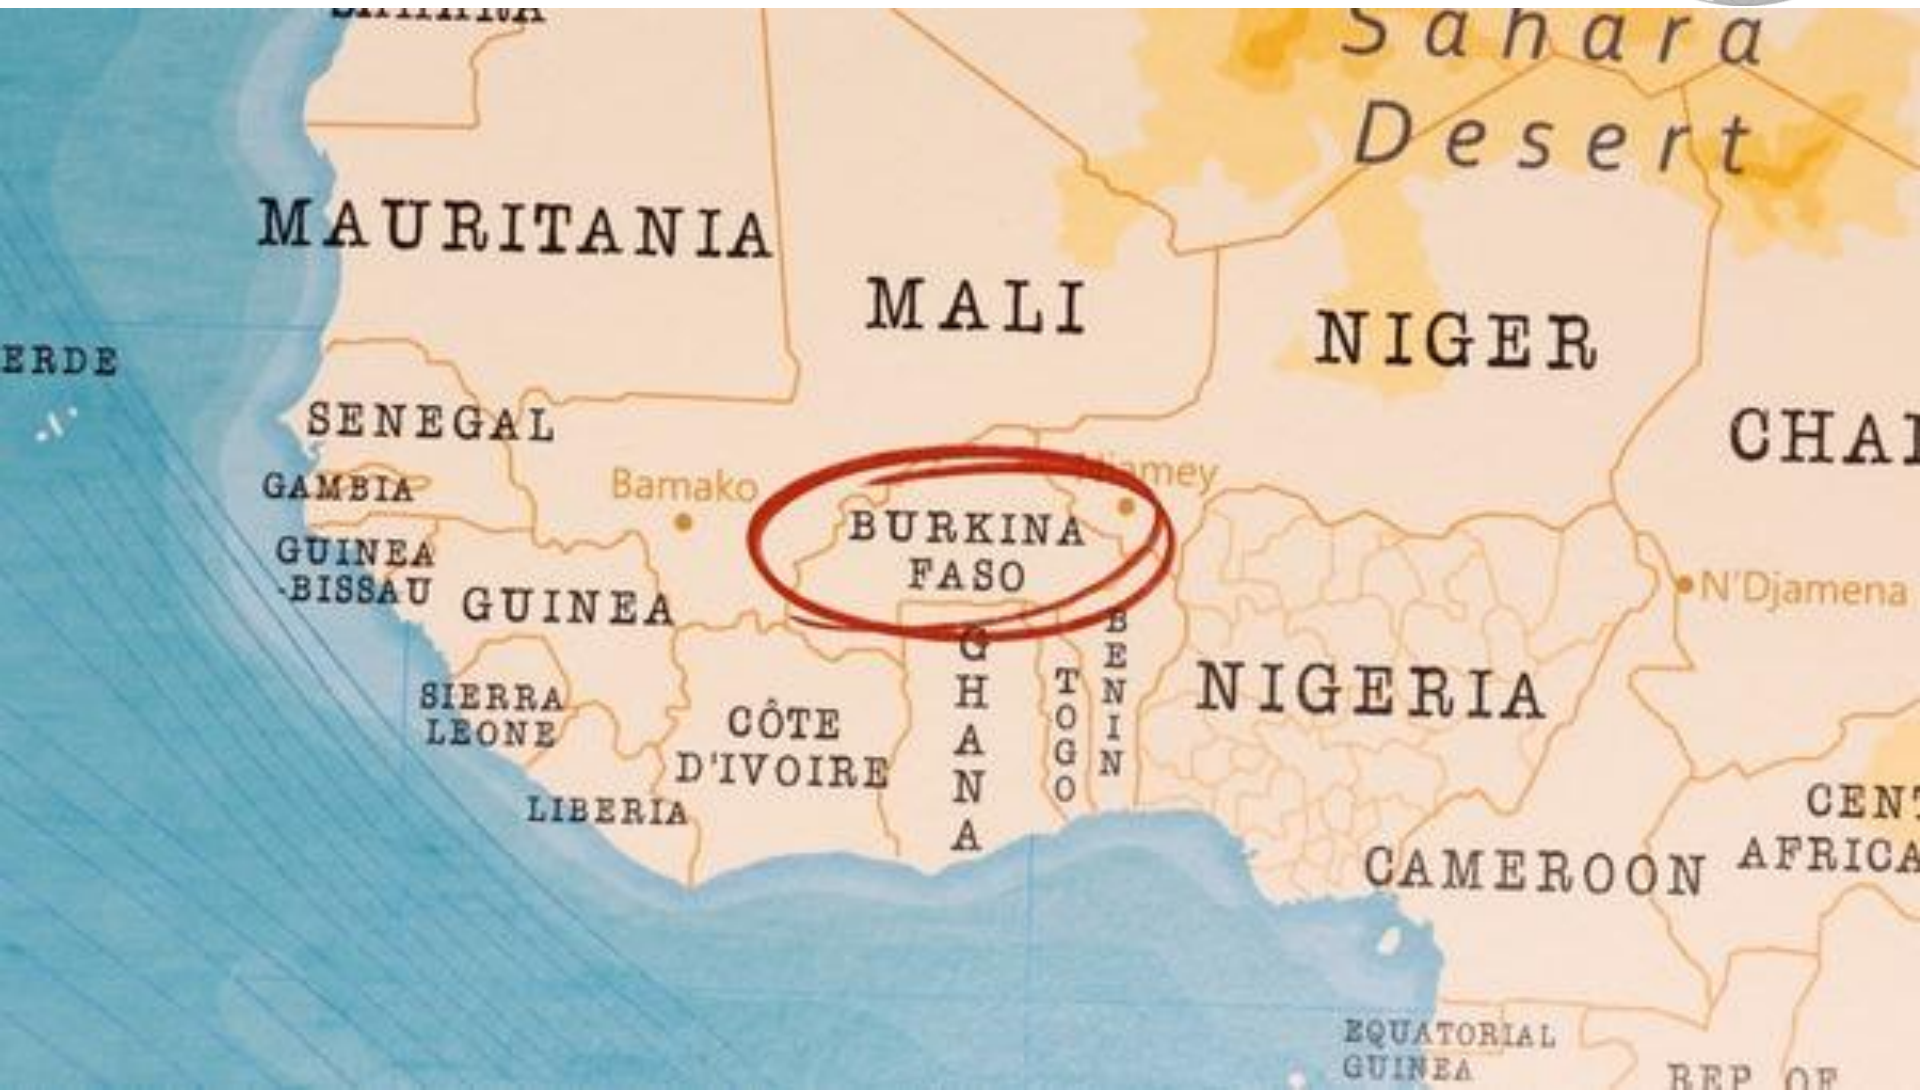 Sahara
Desert
MAURITANIA
MALI
NIGER
ERDE
SENEGAL
CHA
GAMBIA
Bamako
BURKINA
FASO
GUINEA
-BISSAU
GUINEA
N'Djamena
SIERRA
LEONE
CÔTE
D'IVOIRE
GHANA
TOGO
BENIN
NIGERIA
LIBERIA
CENT
AFRICA
CAMEROON
EQUATORIAL
GUINEA
REP OF